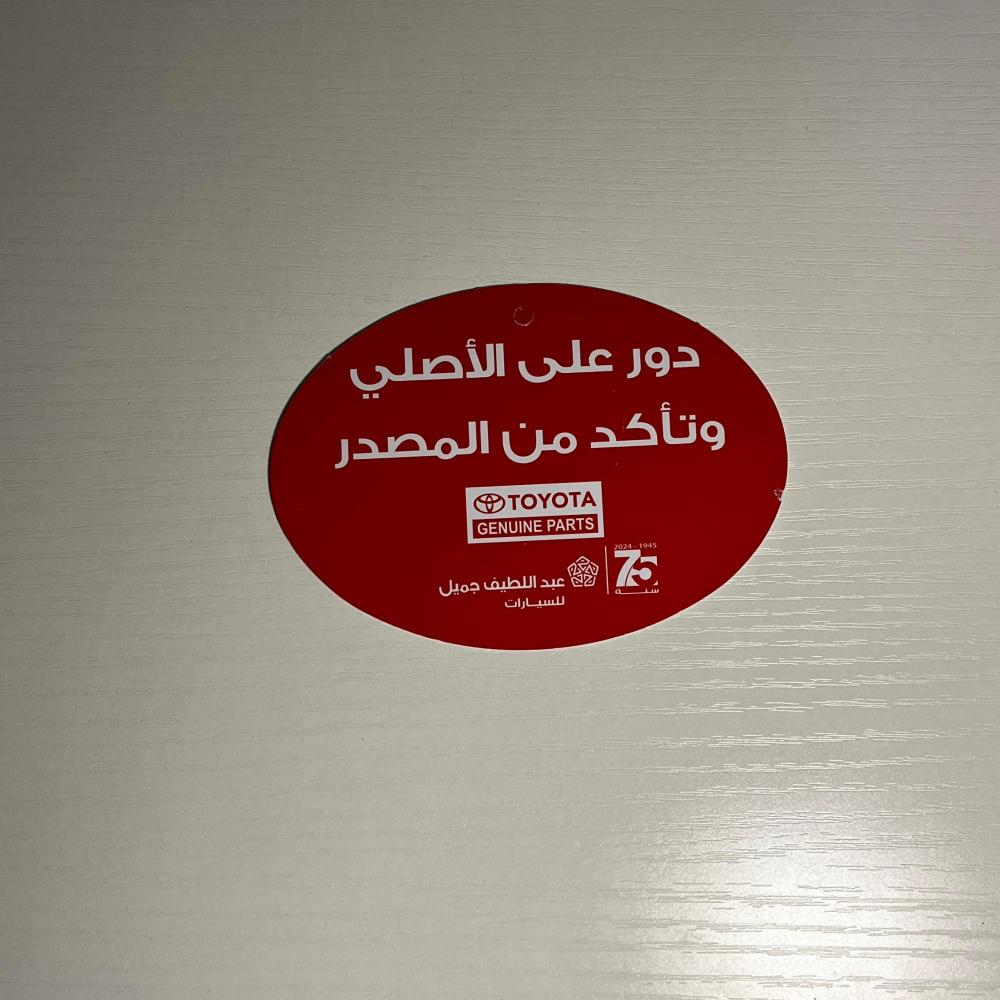 دور على الأصلي
وتأكد من المصدر
TOYOTA
GENUINE PARTS
2024 - 1945
75
سنة
عبد اللطيف جميل
للسيارات